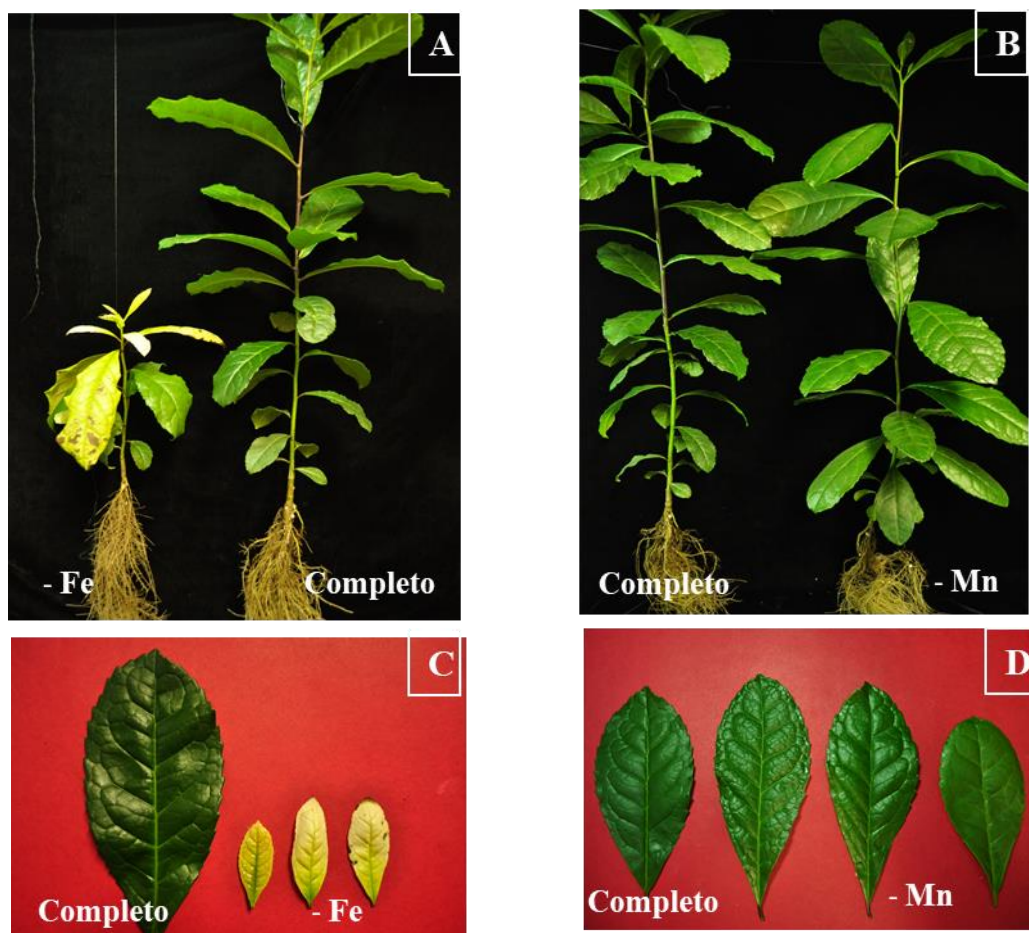 A
- Fe
Completo
B
Completo
- Mn
C
Completo
- Fe
D
Completo
- Mn